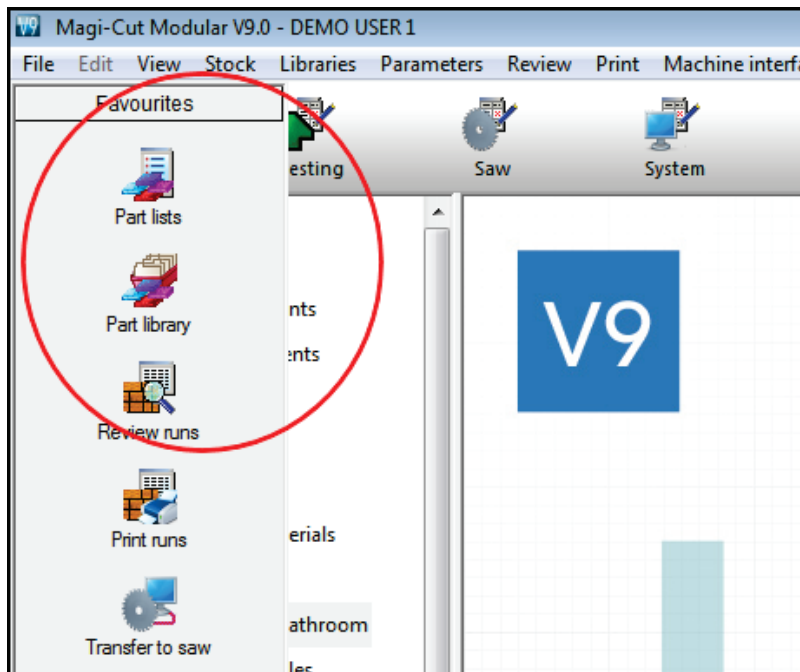 V9 Magi-Cut Modular V9.0 - DEMO USER 1
File Edit View Stock Libraries Parameters Review Print Machine interfa
Favourites
esting Saw System
Part lists
Part library
nts
ents
Review runs
Print runs
erials
Transfer to saw
athroom
les
V9